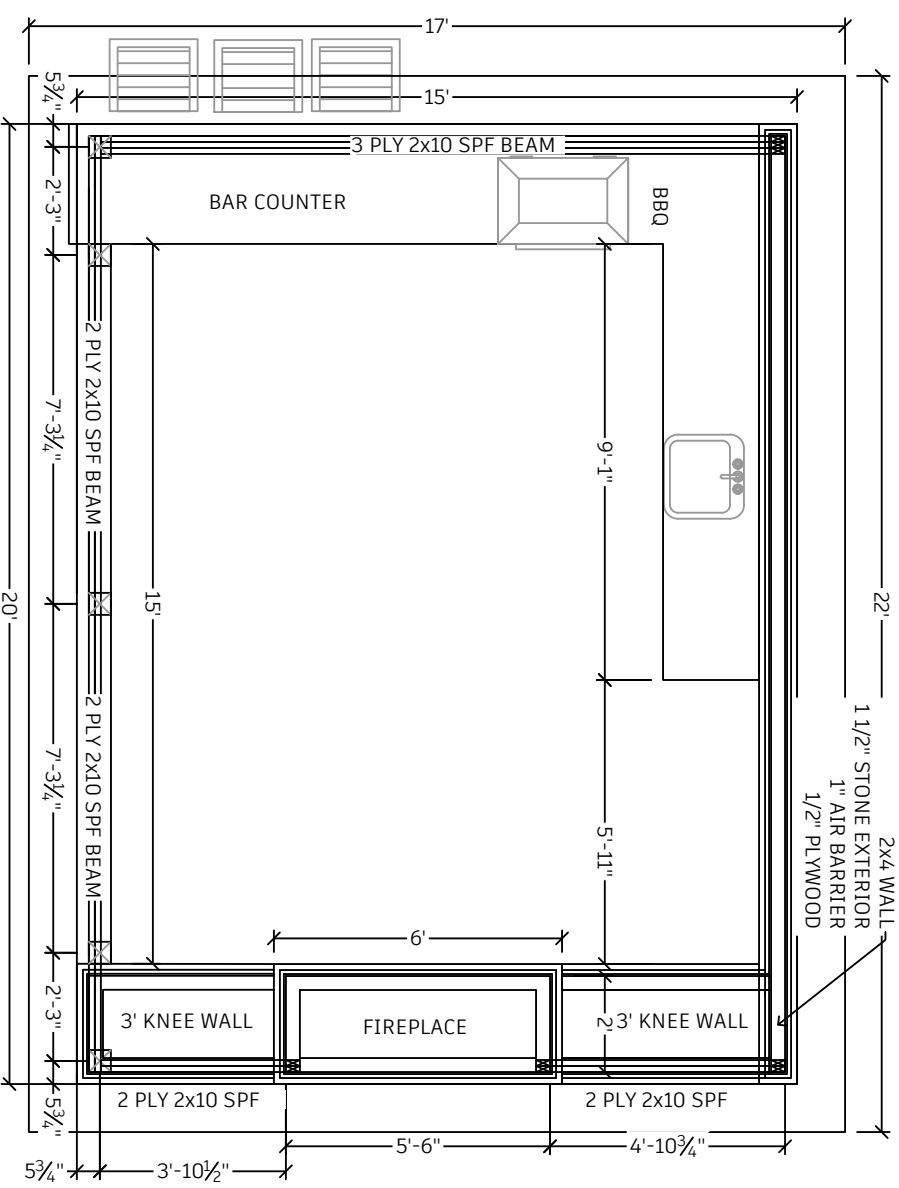 17'
15'
5¾"
3 PLY 2x10 SPF BEAM
2'-3"
BAR COUNTER
BBQ
2 PLY 2x10 SPF BEAM
7'-3¼"
9'-1"
20'
15'
22'
2 PLY 2x10 SPF BEAM
7'-3¼"
5'-11"
2x4 WALL
1 1/2" STONE EXTERIOR
1" AIR BARRIER
1/2" PLYWOOD
6'
2'-3"
3' KNEE WALL
FIREPLACE
2'
3' KNEE WALL
5¾"
2 PLY 2x10 SPF
2 PLY 2x10 SPF
5'-6"
4'-10¾"
5¾"
3'-10½"